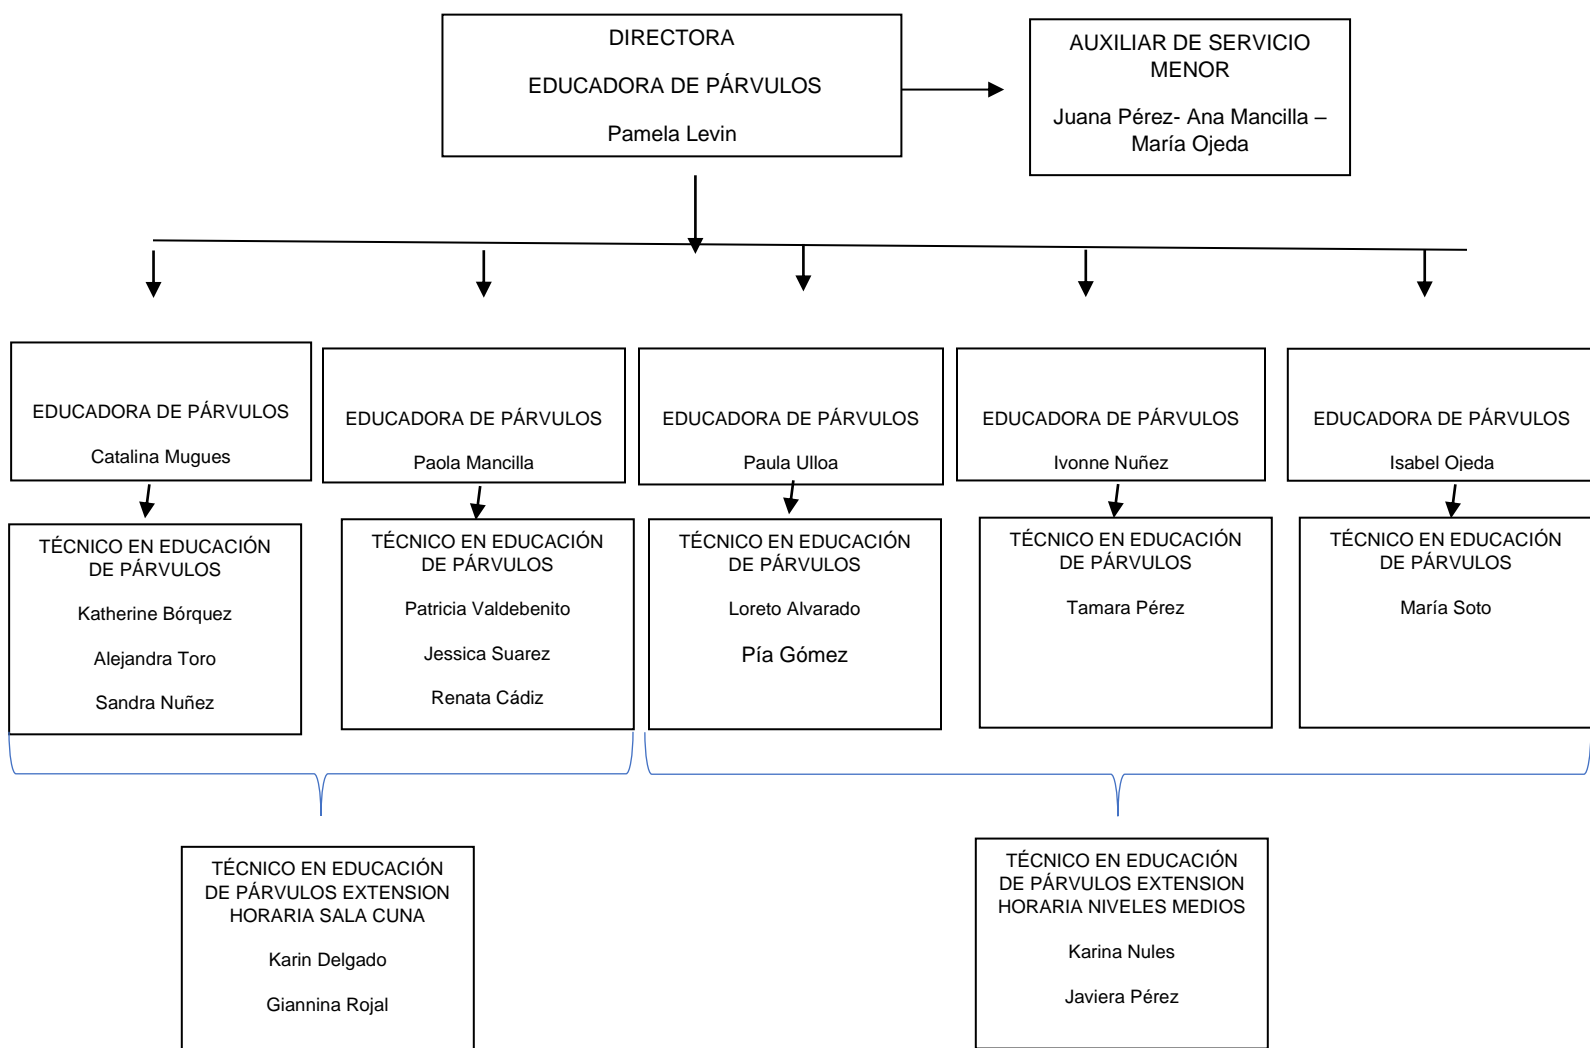 DIRECTORA
EDUCADORA DE PÁRVULOS
Pamela Levin
AUXILIAR DE SERVICIO
MENOR
Juana Pérez- Ana Mancilla –
María Ojeda
EDUCADORA DE PÁRVULOS
Catalina Mugues
EDUCADORA DE PÁRVULOS
Paola Mancilla
EDUCADORA DE PÁRVULOS
Paula Ulloa
EDUCADORA DE PÁRVULOS
Ivonne Nuñez
EDUCADORA DE PÁRVULOS
Isabel Ojeda
TÉCNICO EN EDUCACIÓN
DE PÁRVULOS
Katherine Bórquez
Alejandra Toro
Sandra Nuñez
TÉCNICO EN EDUCACIÓN
DE PÁRVULOS
Patricia Valdebenito
Jessica Suarez
Renata Cádiz
TÉCNICO EN EDUCACIÓN
DE PÁRVULOS
Loreto Alvarado
Pía Gómez
TÉCNICO EN EDUCACIÓN
DE PÁRVULOS
Tamara Pérez
TÉCNICO EN EDUCACIÓN
DE PÁRVULOS
María Soto
TÉCNICO EN EDUCACIÓN
DE PÁRVULOS EXTENSION
HORARIA SALA CUNA
Karin Delgado
Giannina Rojal
TÉCNICO EN EDUCACIÓN
DE PÁRVULOS EXTENSION
HORARIA NIVELES MEDIOS
Karina Nules
Javiera Pérez